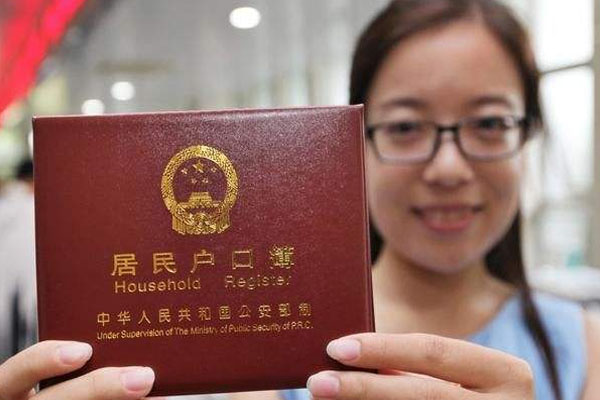 居民户口簿
Household Register
中华人民共和国公安部制
Under Supervision of The Ministry of Public Security of P.R.C.